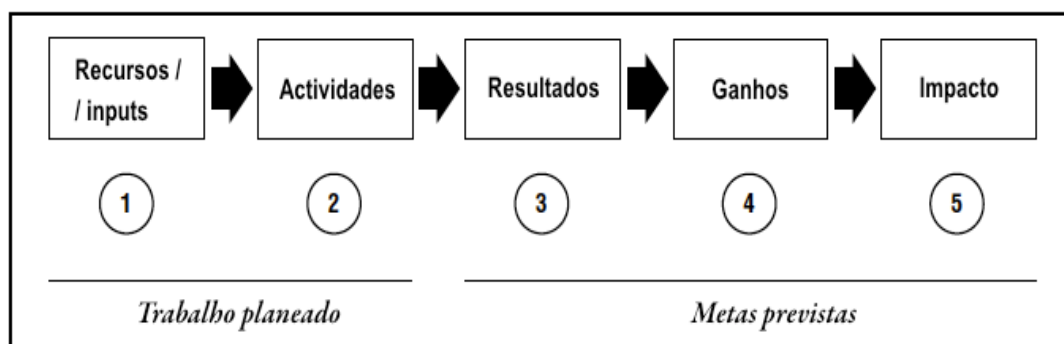 Recursos /
/ inputs
Actividades
Resultados
Ganhos
Impacto
1
2
3
4
5
Trabalho planeado
Metas previstas